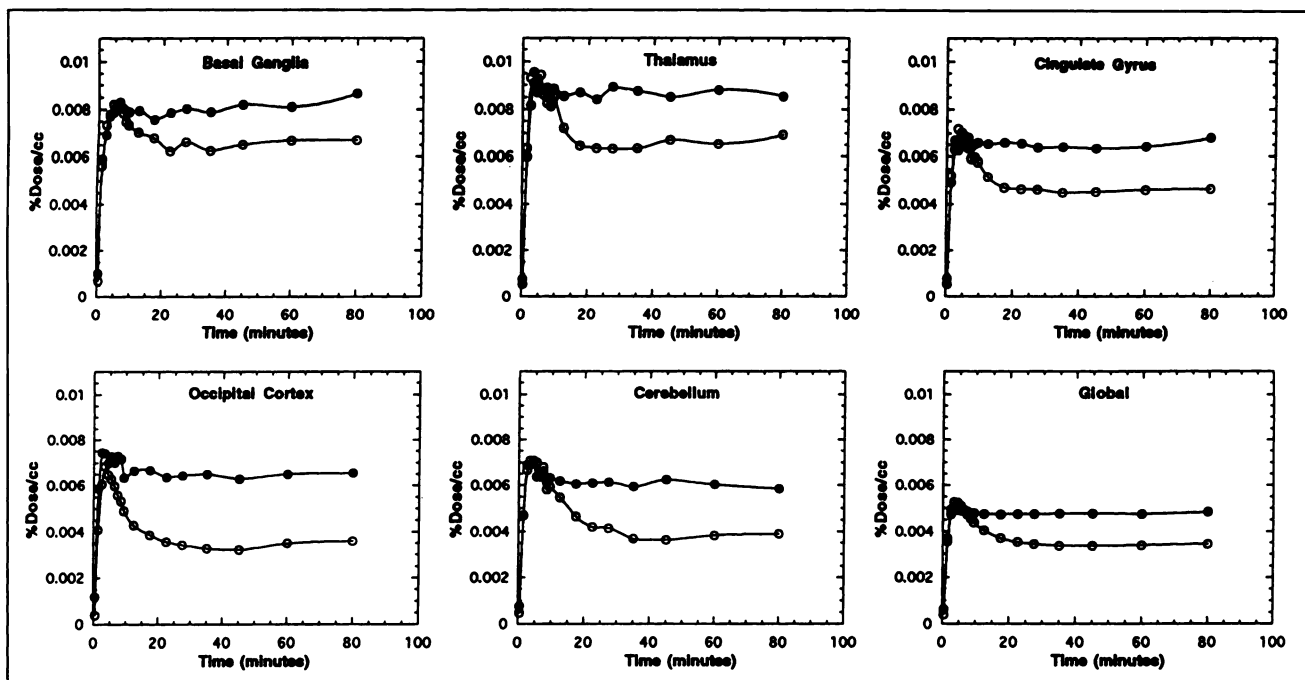 Basal Ganglia
0.01
0.008
0.006
0.004
0.002
0
%Dose/cc
0 20 40 60 80 100
Time (minutes)
Thalamus
0.01
0.008
0.006
0.004
0.002
0
%Dose/cc
0 20 40 60 80 100
Time (minutes)
Cingulate Gyrus
0.01
0.008
0.006
0.004
0.002
0
%Dose/cc
0 20 40 60 80 100
Time (minutes)
Occipital Cortex
0.01
0.008
0.006
0.004
0.002
0
%Dose/cc
0 20 40 60 80 100
Time (minutes)
Cerebellum
0.01
0.008
0.006
0.004
0.002
0
%Dose/cc
0 20 40 60 80 100
Time (minutes)
Global
0.01
0.008
0.006
0.004
0.002
0
%Dose/cc
0 20 40 60 80 100
Time (minutes)